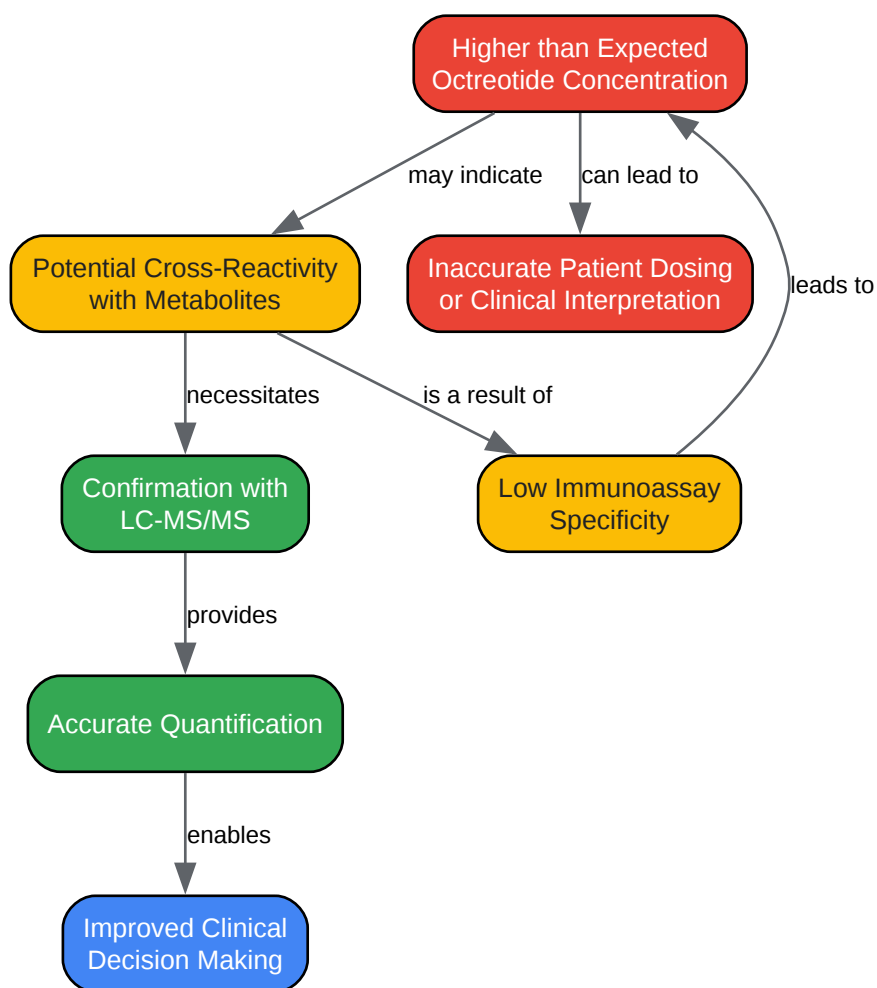 Higher than Expected
Octreotide Concentration
may indicate
can lead to
Potential Cross-Reactivity
with Metabolites
Inaccurate Patient Dosing
or Clinical Interpretation
leads to
necessitates
is a result of
Confirmation with
LC-MS/MS
Low Immunoassay
Specificity
provides
Accurate Quantification
enables
Improved Clinical
Decision Making